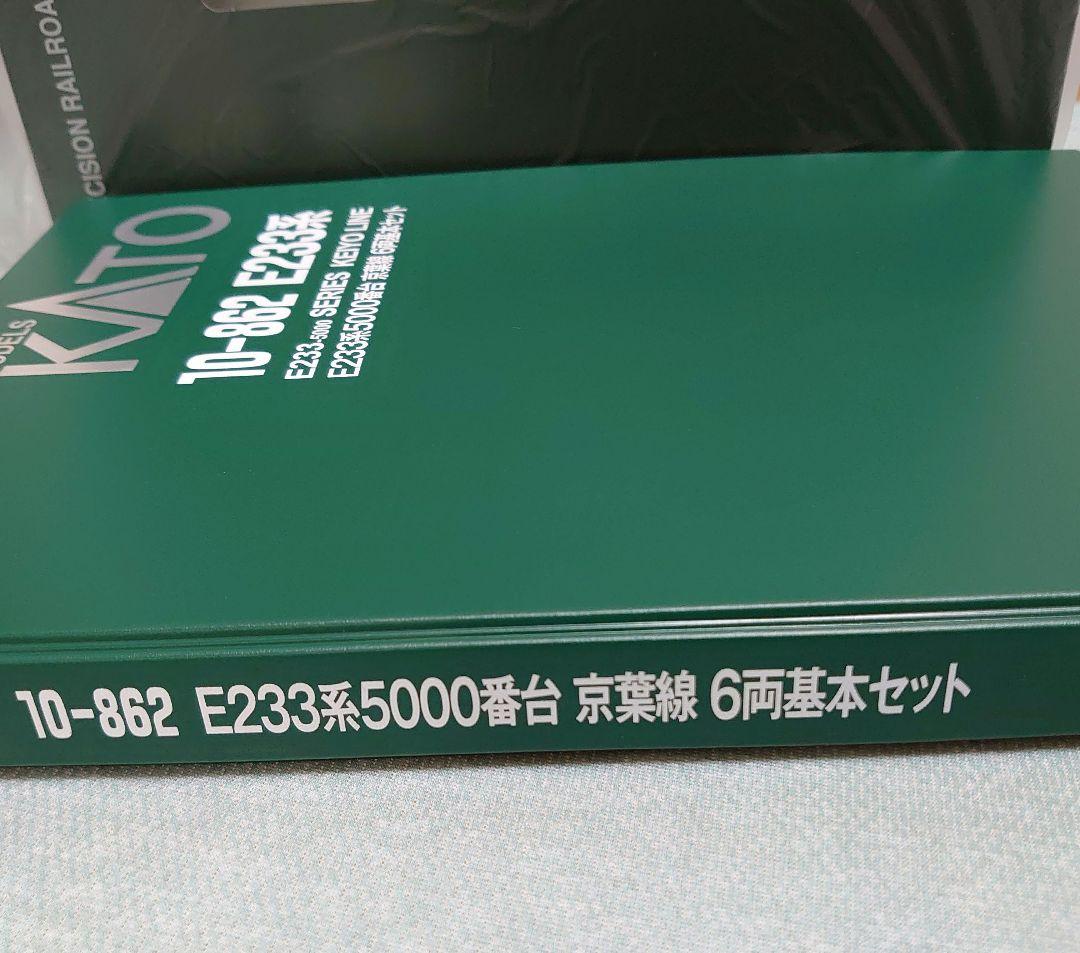 CISION RAILROA
ODELS
KATO
10-862 E233系
E233-5000 SERIES KEIYO LINE
E233系5000番台 京葉線 6両基本セット
10-862 E233系5000番台 京葉線 6両基本セット